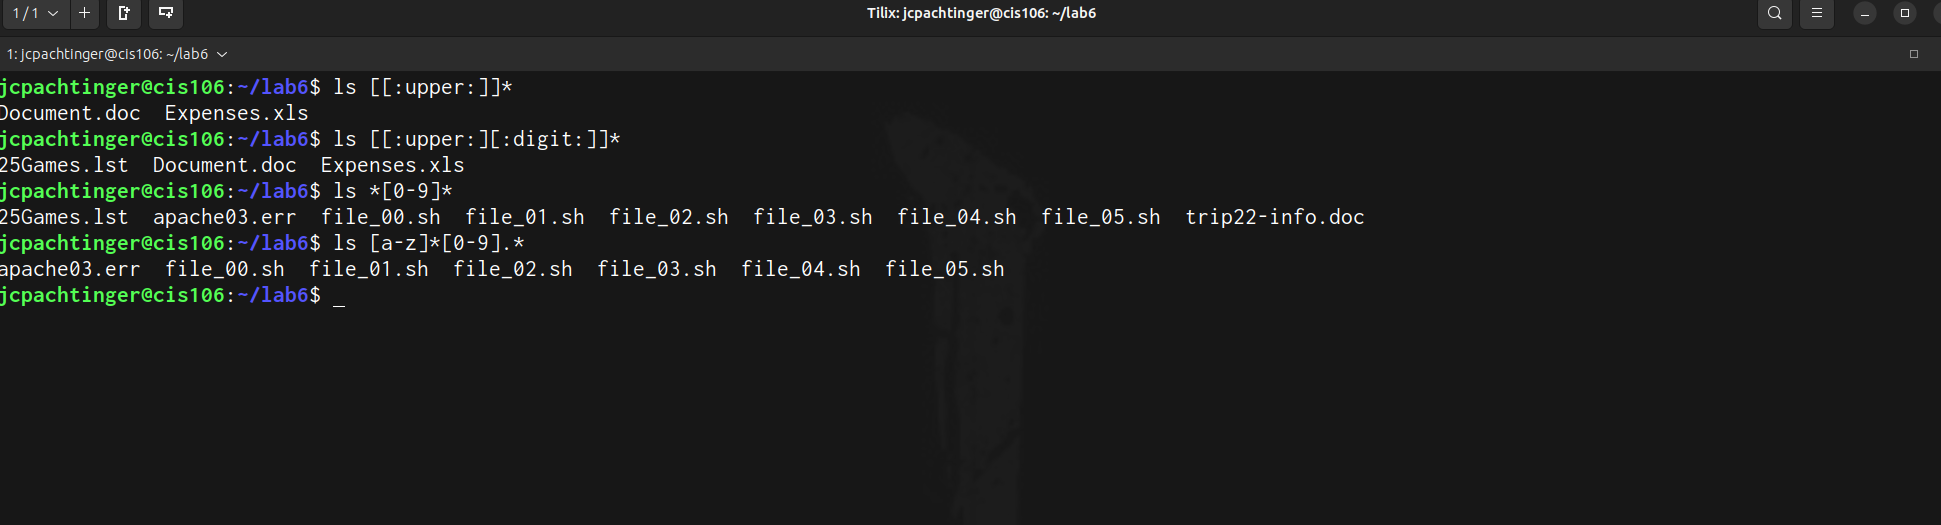 1 / 1
Tilix: jcpachtinger@cis106: ~/lab6
1: jcpachtinger@cis106: ~/lab6
jcpachtinger@cis106:~/lab6$ ls [[:upper:]]*
Document.doc  Expenses.xls
jcpachtinger@cis106:~/lab6$ ls [[:upper:][:digit:]]*
25Games.lst  Document.doc  Expenses.xls
jcpachtinger@cis106:~/lab6$ ls *[0-9]*
25Games.lst  apache03.err  file_00.sh  file_01.sh  file_02.sh  file_03.sh  file_04.sh  file_05.sh  trip22-info.doc
jcpachtinger@cis106:~/lab6$ ls [a-z]*[0-9].*
apache03.err  file_00.sh  file_01.sh  file_02.sh  file_03.sh  file_04.sh  file_05.sh
jcpachtinger@cis106:~/lab6$ _